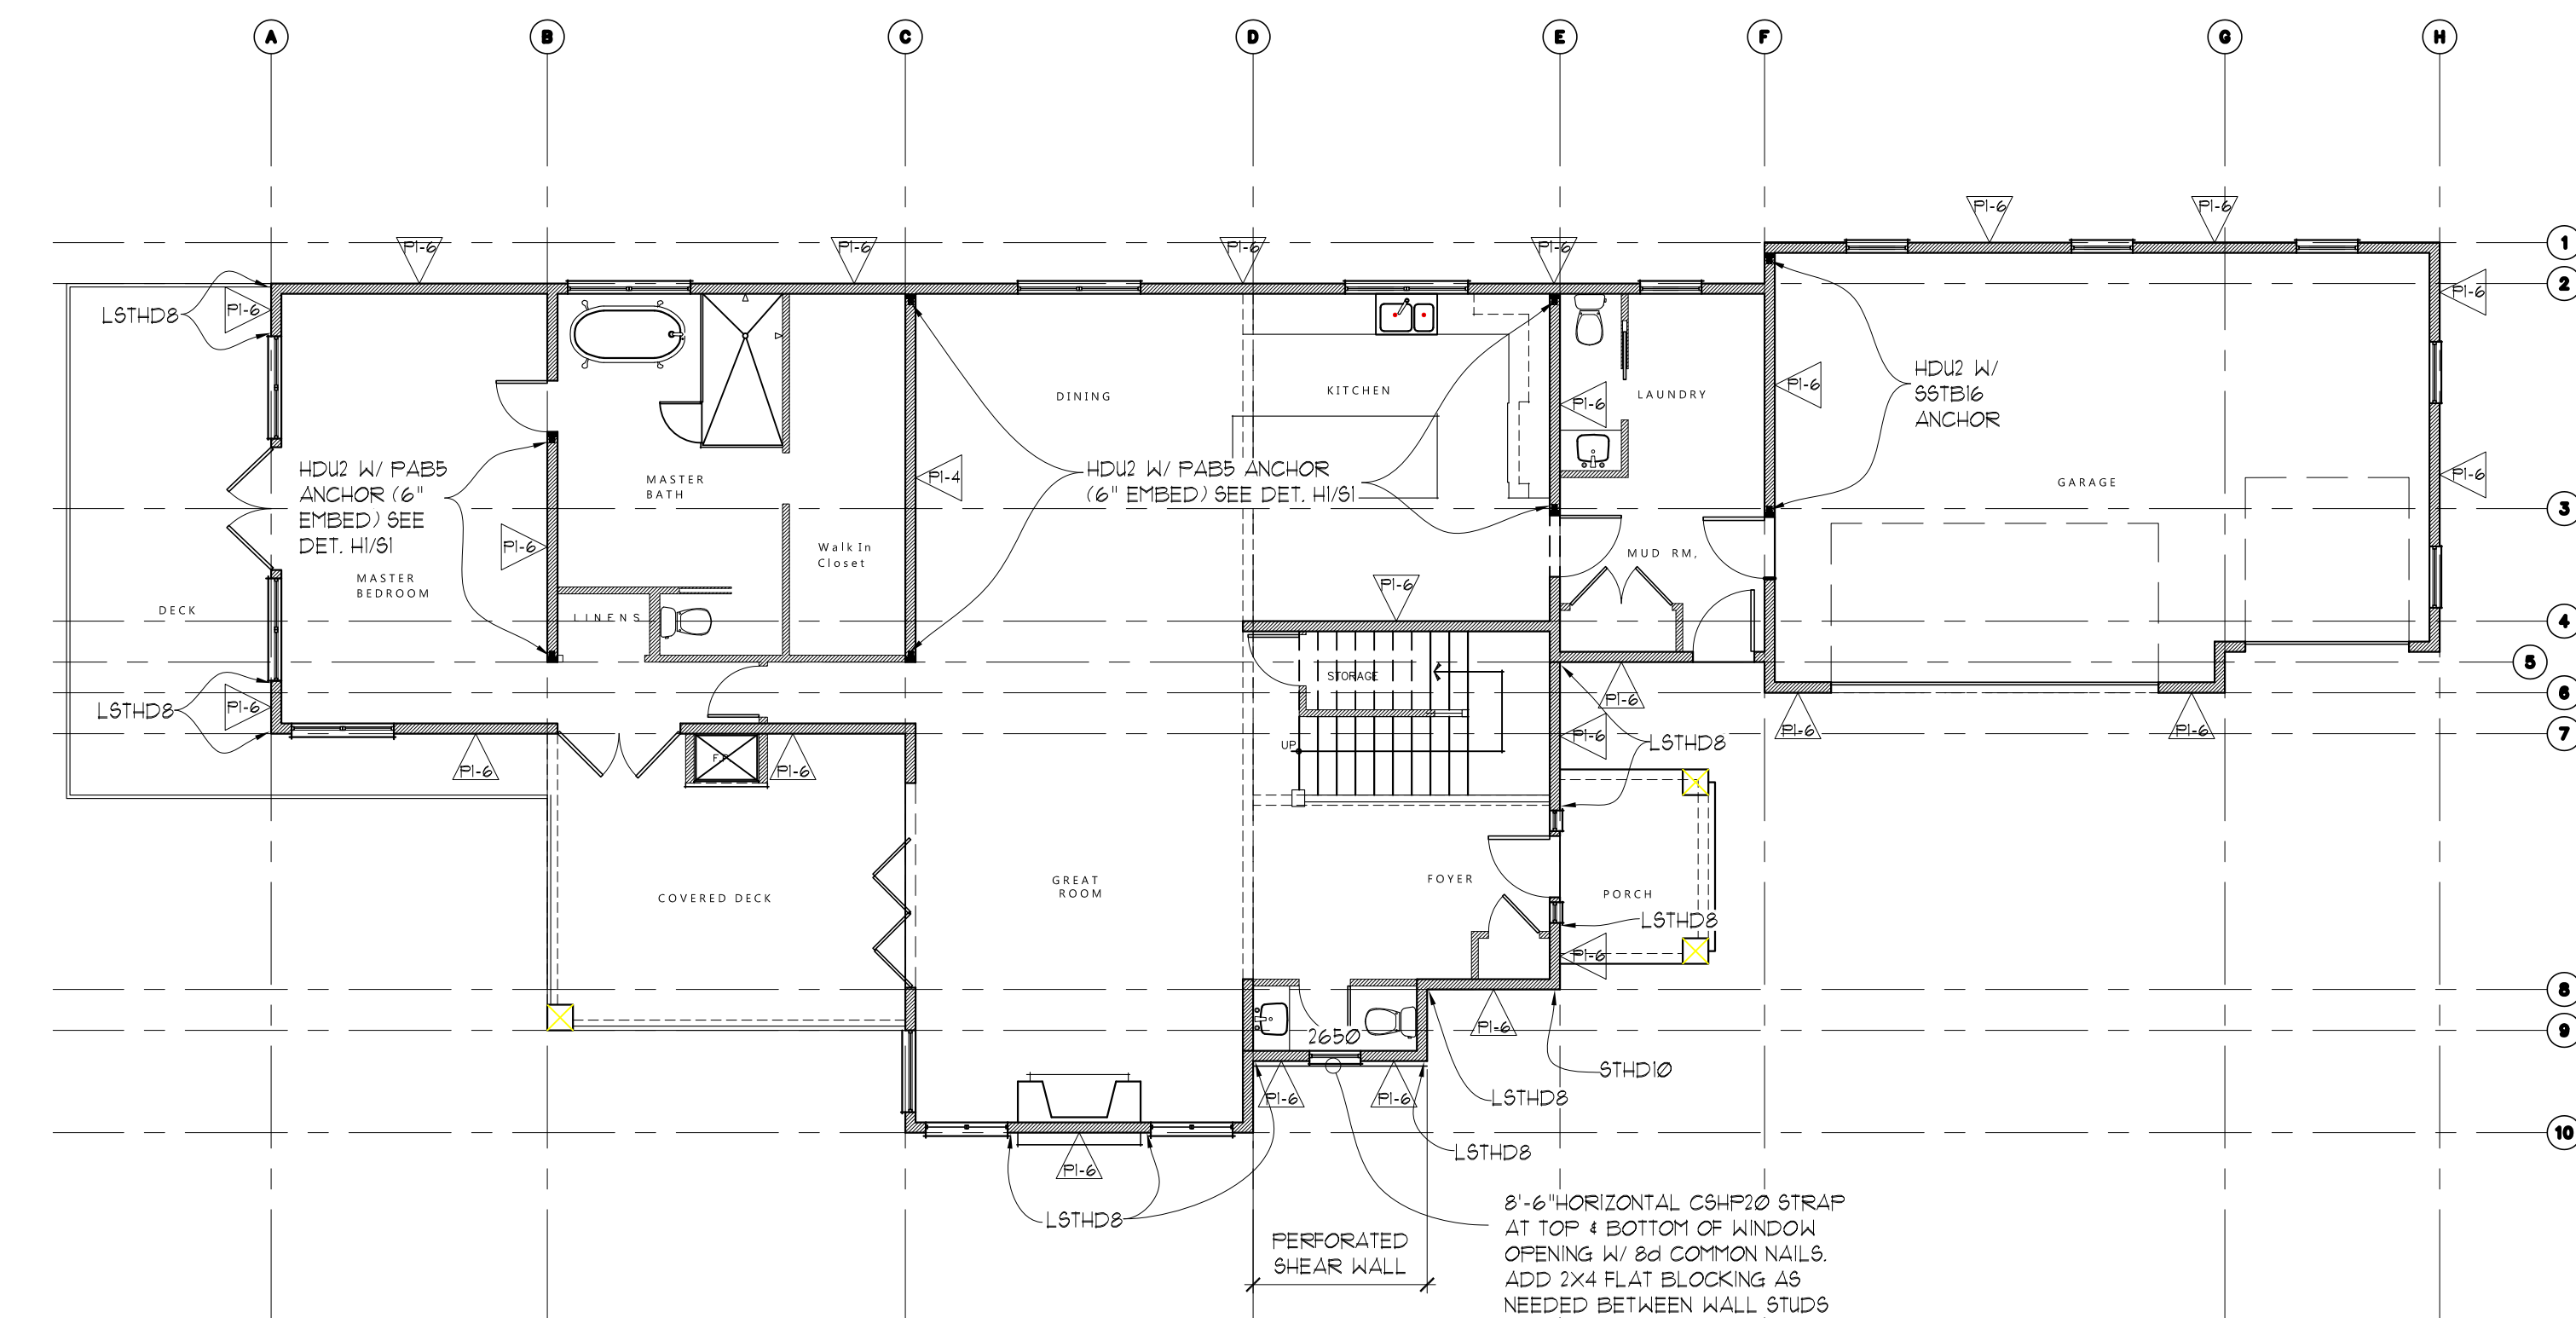 A
B
C
D
E
F
G
H
P1-6
P1-6
1
P1-6
P1-6
P1-6
P1-6
2
P1-6
P1-6
LSTHD8
HDU2 W/
SSTB16
ANCHOR
P1-6
DINING
KITCHEN
LAUNDRY
P1-6
HDU2 W/ PAB5
ANCHOR (6"
EMBED) SEE
DET. H1/S1
MASTER
BATH
P1-4
HDU2 W/ PAB5 ANCHOR
(6" EMBED) SEE DET. H1/S1
GARAGE
P1-6
3
P1-6
Walk In
Closet
MUD RM,
MASTER
BEDROOM
P1-6
DECK
LINENS
4
5
STORAGE
P1-6
6
P1-6
LSTHD8
P1-6
P1-6
P1-6
7
LSTHD8
UP
P1-6
F.P.
P1-6
GREAT
ROOM
FOYER
COVERED DECK
PORCH
LSTHD8
P1-6
8
P1-6
9
2650
STHD10
P1-6
P1-6
LSTHD8
10
LSTHD8
P1-6
LSTHD8
PERFORATED
SHEAR WALL
8'-6"HORIZONTAL CSHP20 STRAP
AT TOP & BOTTOM OF WINDOW
OPENING W/ 8d COMMON NAILS.
ADD 2X4 FLAT BLOCKING AS
NEEDED BETWEEN WALL STUDS